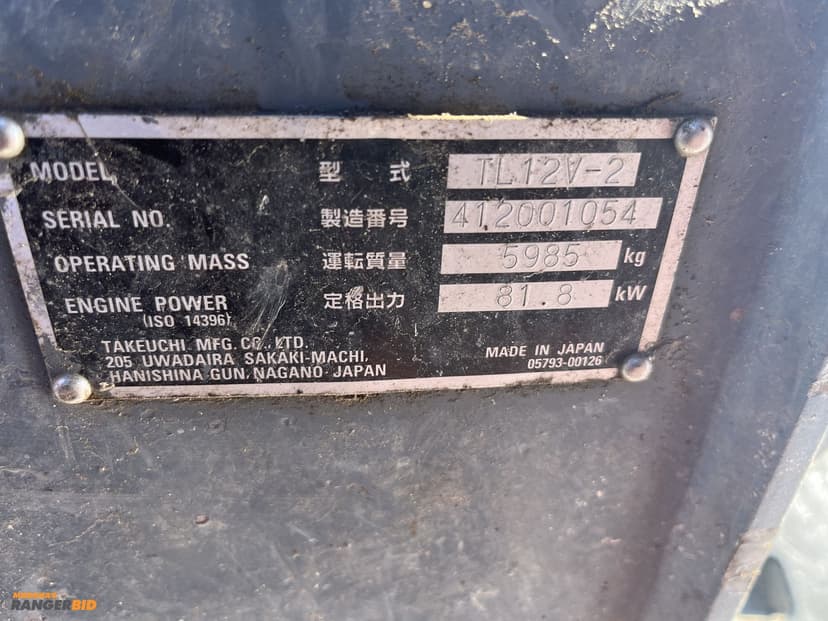 MODEL 型式 TL12V-2
SERIAL NO. 製造番号 412001054
OPERATING MASS 運転質量 5985 kg
ENGINE POWER 定格出力 81.8 kW
(ISO 14396)
TAKEUCHI MFG. CO., LTD.
205 UWADAIRA SAKAKI-MACHI,
HANISHINA GUN, NAGANO JAPAN
MADE IN JAPAN
05793-00126
RANGERBID